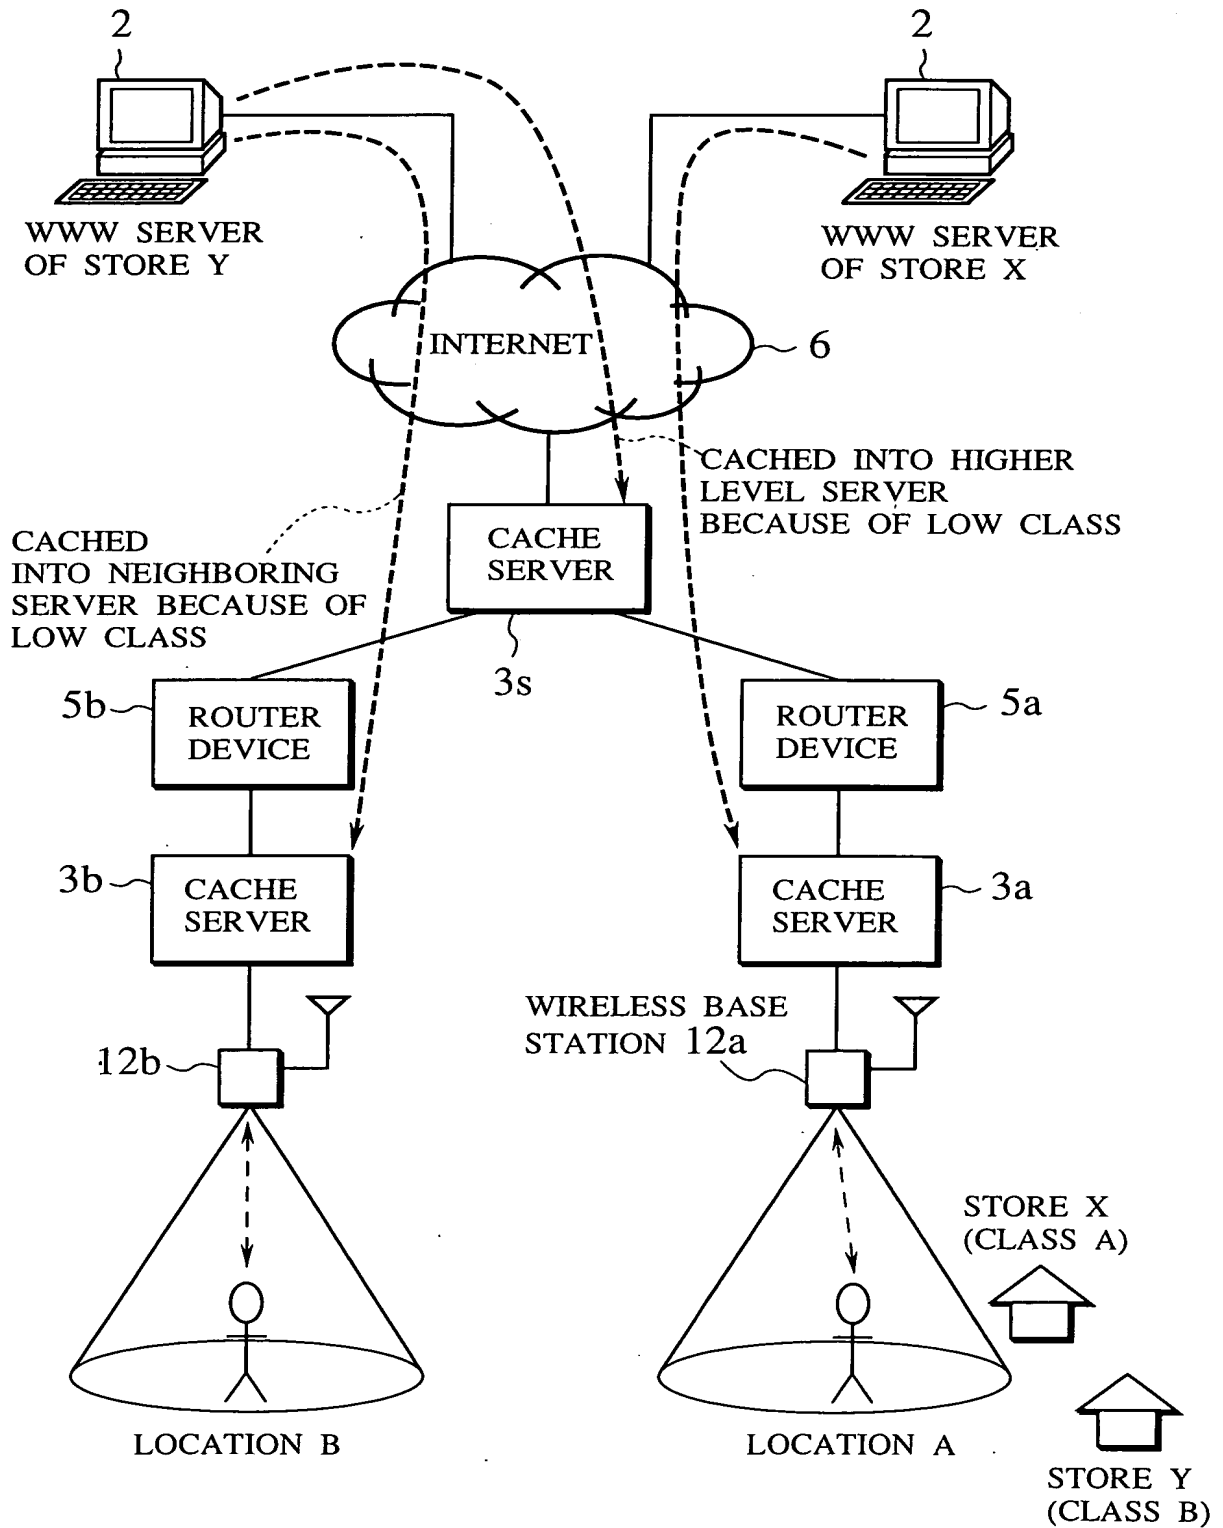 2
2
WWW SERVER
OF STORE Y
WWW SERVER
OF STORE X
INTERNET
6
CACHED INTO HIGHER
LEVEL SERVER
BECAUSE OF LOW CLASS
CACHED
INTO NEIGHBORING
SERVER BECAUSE OF
LOW CLASS
CACHE
SERVER
3s
5b
ROUTER
DEVICE
ROUTER
DEVICE
5a
3b
CACHE
SERVER
CACHE
SERVER
3a
WIRELESS BASE
STATION 12a
12b
STORE X
(CLASS A)
LOCATION B
LOCATION A
STORE Y
(CLASS B)